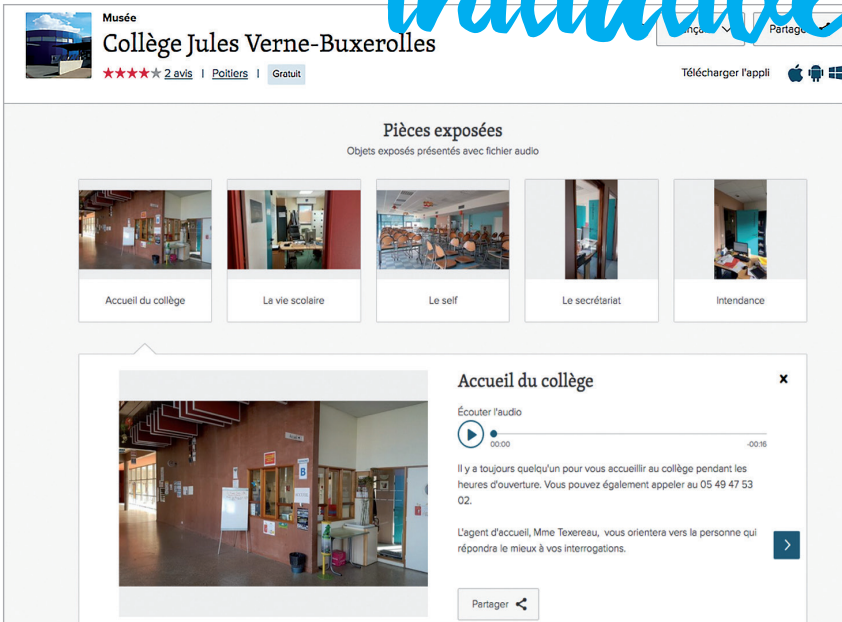 Musée
Collège Jules Verne-Buxerolles
2 avis | Poitiers | Gratuit
Télécharger l'appli
Pièces exposées
Objets exposés présentés avec fichier audio
Accueil du collège
La vie scolaire
Le self
Le secrétariat
Intendance
Accueil du collège
x
Écouter l'audio
00:00
-00:16
Il y a toujours quelqu'un pour vous accueillir au collège pendant les
heures d'ouverture. Vous pouvez également appeler au 05 49 47 53
02.
L'agent d'accueil, Mme Texereau, vous orientera vers la personne qui
répondra le mieux à vos interrogations.
Partager
B